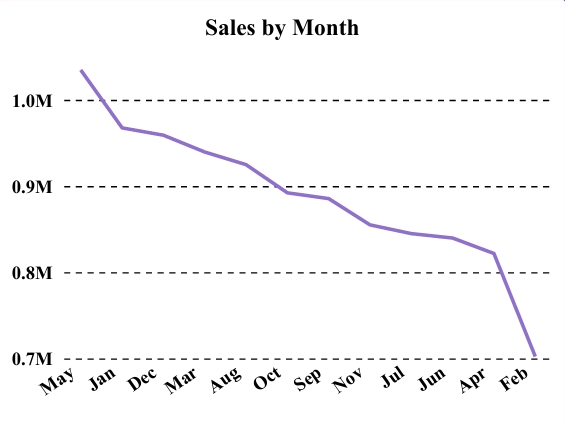 Sales by Month
1.0M
0.9M
0.8M
0.7M
May Jan Dec Mar Aug Oct Sep Nov Jul Jun Apr Feb